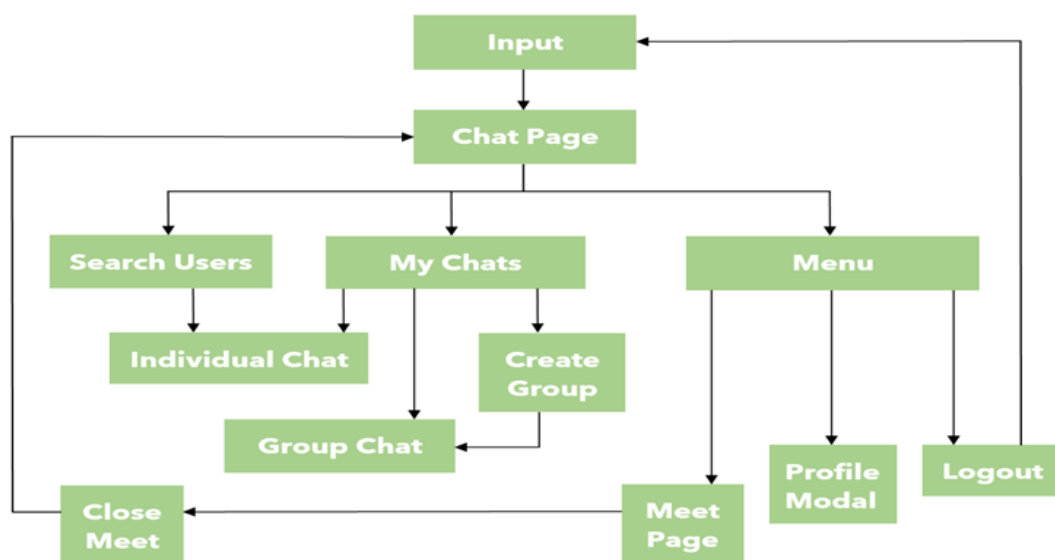 Input
Chat Page
Search Users
My Chats
Menu
Individual Chat
Create
Group
Group Chat
Profile
Modal
Logout
Close
Meet
Meet
Page